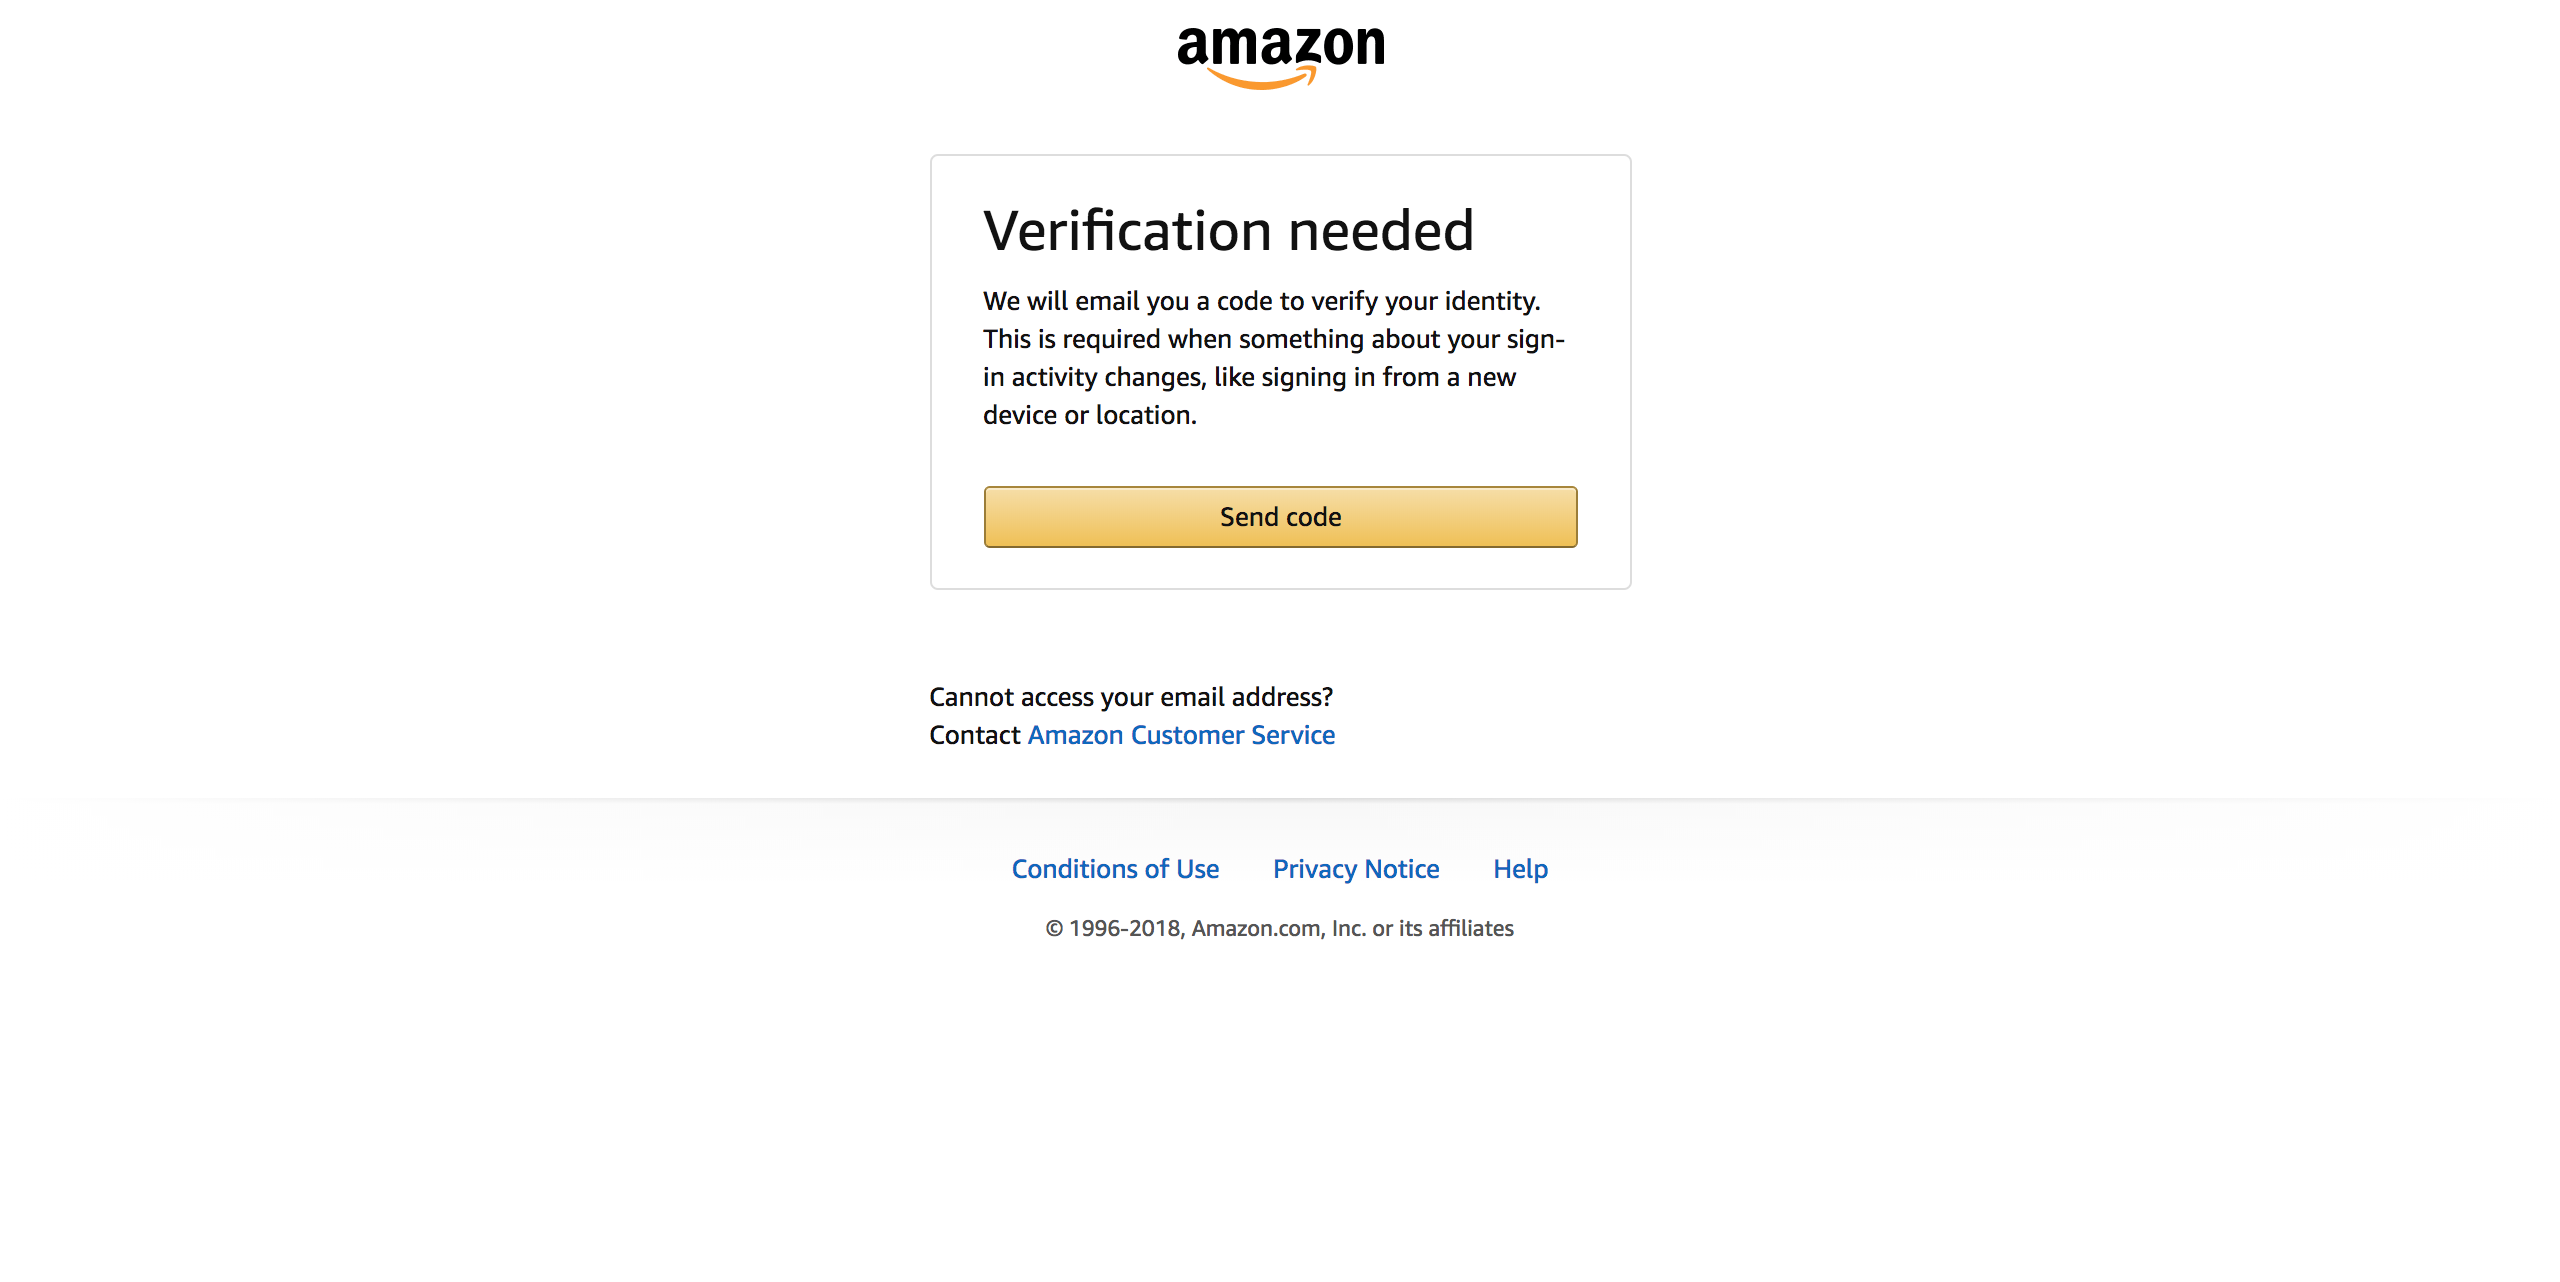 amazon
Verification needed
We will email you a code to verify your identity.
This is required when something about your sign-
in activity changes, like signing in from a new
device or location.
Send code
Cannot access your email address?
Contact Amazon Customer Service
Conditions of Use Privacy Notice Help
© 1996-2018, Amazon.com, Inc. or its affiliates